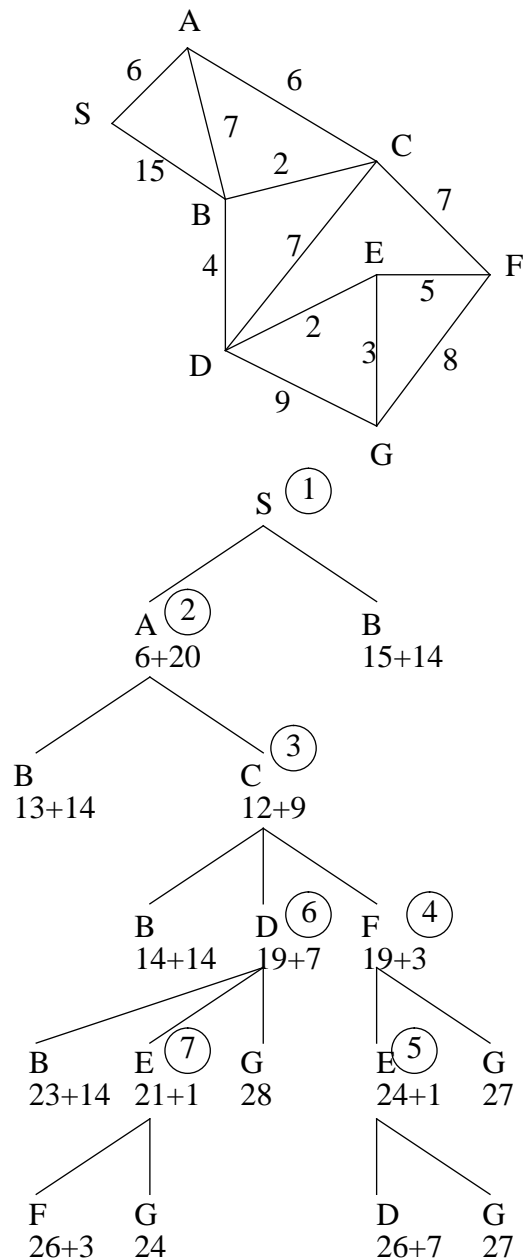 A
6 6
S
7 C
15 2
B 7
7 E F
4 5
2
D 3 8
9
G
S 1
A 2 B
6+20 15+14
B C 3
13+14 12+9
B D 6 F 4
14+14 19+7 19+3
B E 7 G E 5 G
23+14 21+1 28 24+1 27
F G D G
26+3 24 26+7 27